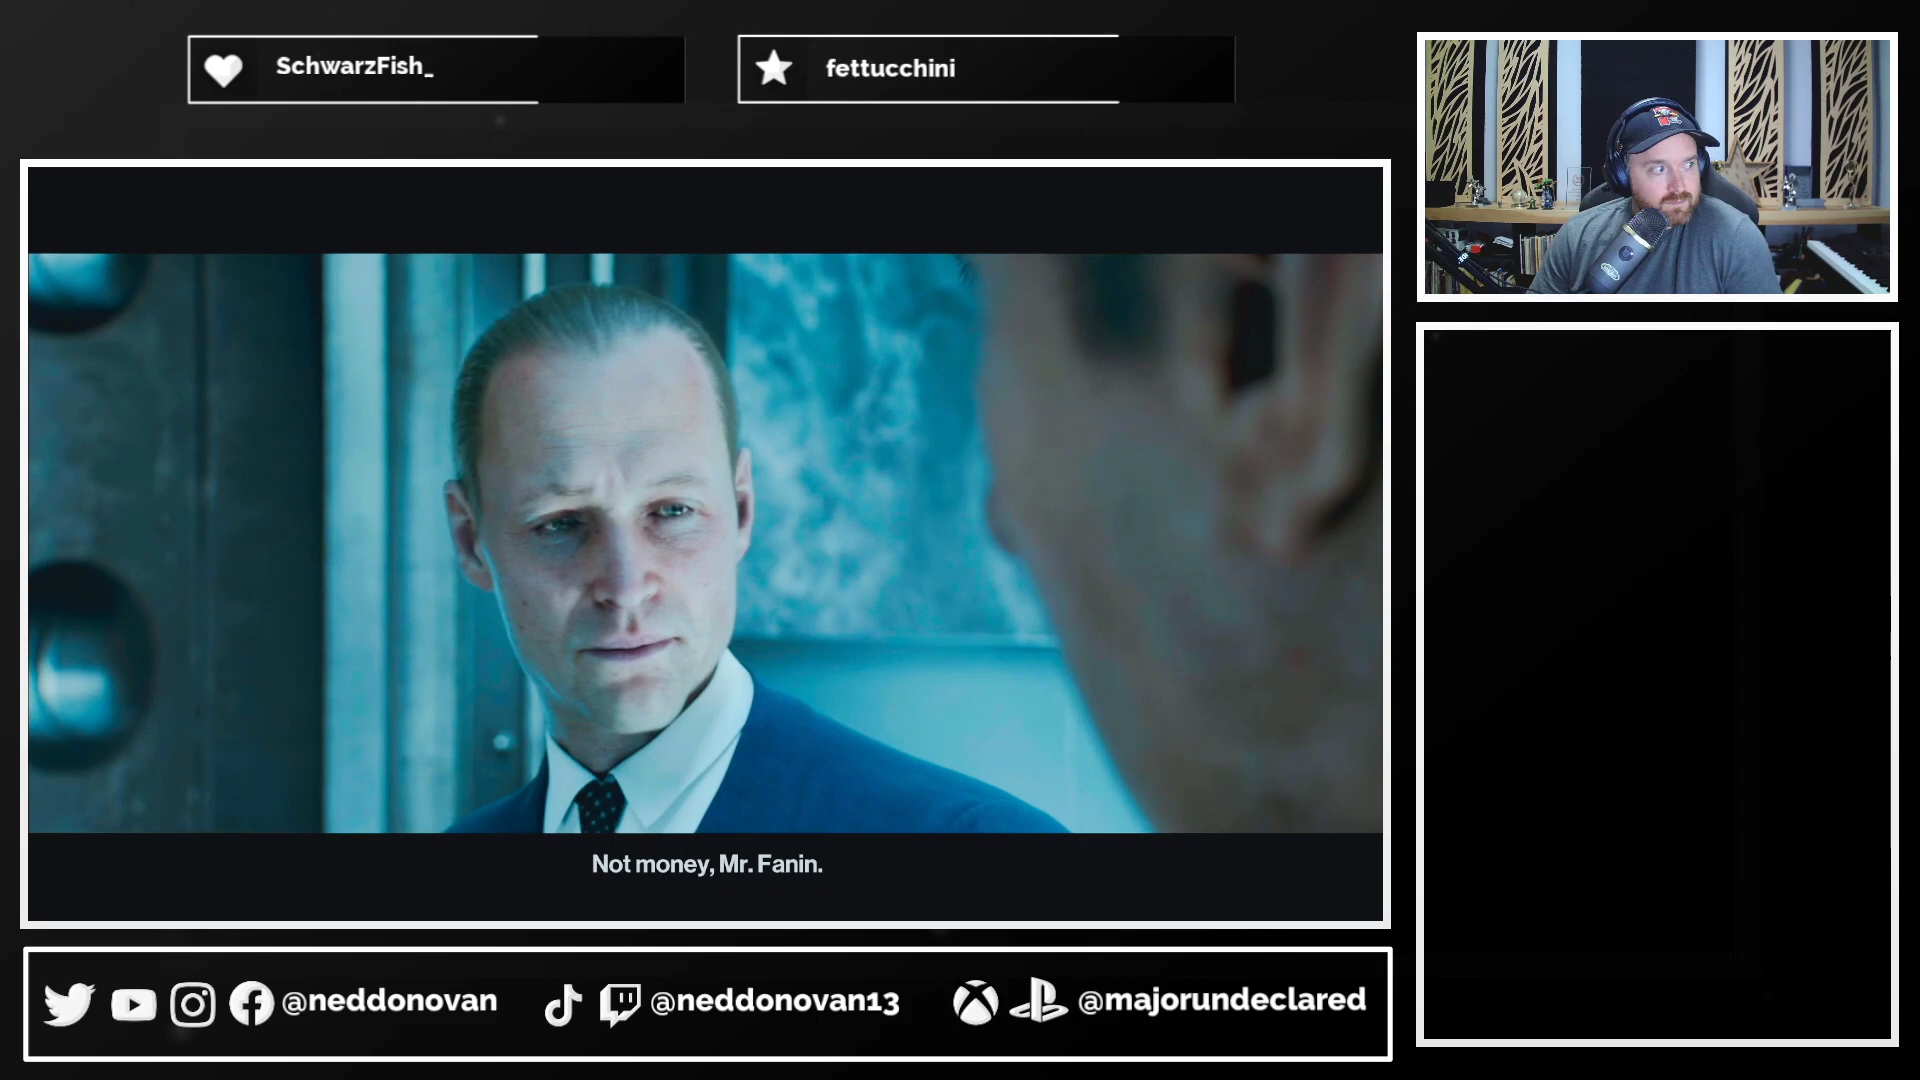 SchwarzFish_
fettucchini
Not money, Mr. Fanin.
@neddonovan
@neddonovan13
@majorundeclared